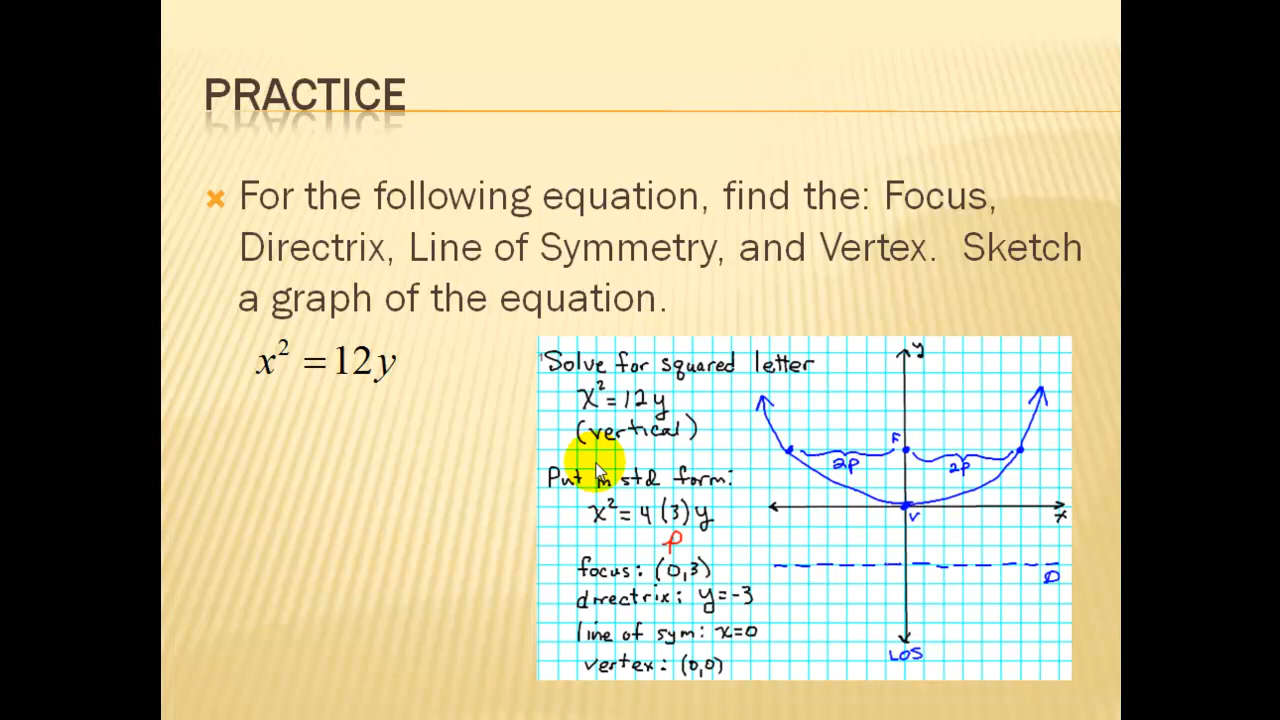 PRACTICE
For the following equation, find the: Focus,
Directrix, Line of Symmetry, and Vertex. Sketch
a graph of the equation.
x² = 12y
Solve for squared letter
x² = 12y
(vertical)
Put in std form:
x² = 4(3)y
p
focus: (0,3)
directrix: y=-3
line of sym: x=0
vertex: (0,0)
y
F
2p
2p
V
x
D
LOS